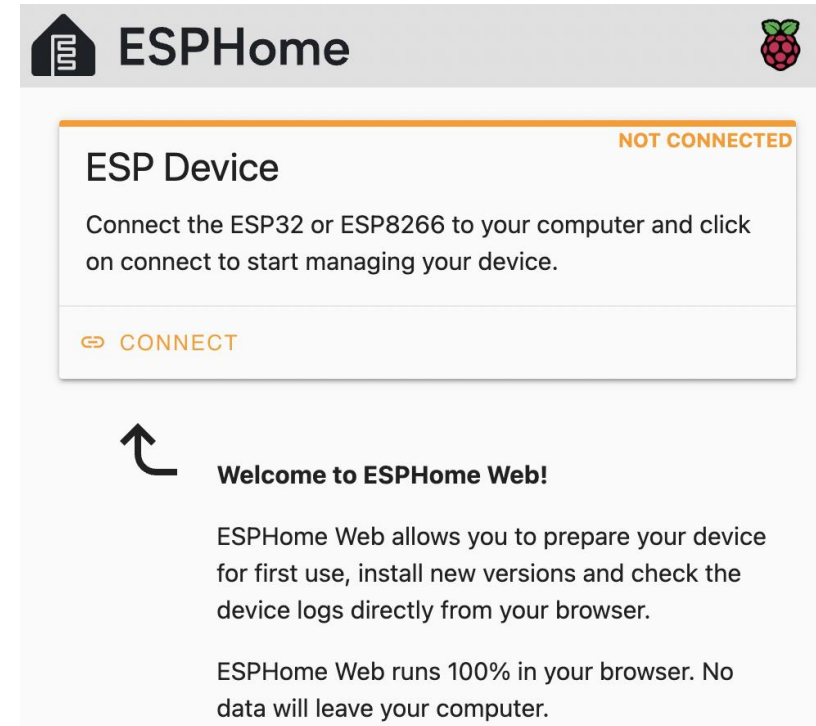 ESPHome
NOT CONNECTED
ESP Device
Connect the ESP32 or ESP8266 to your computer and click
on connect to start managing your device.
CONNECT
Welcome to ESPHome Web!
ESPHome Web allows you to prepare your device
for first use, install new versions and check the
device logs directly from your browser.
ESPHome Web runs 100% in your browser. No
data will leave your computer.